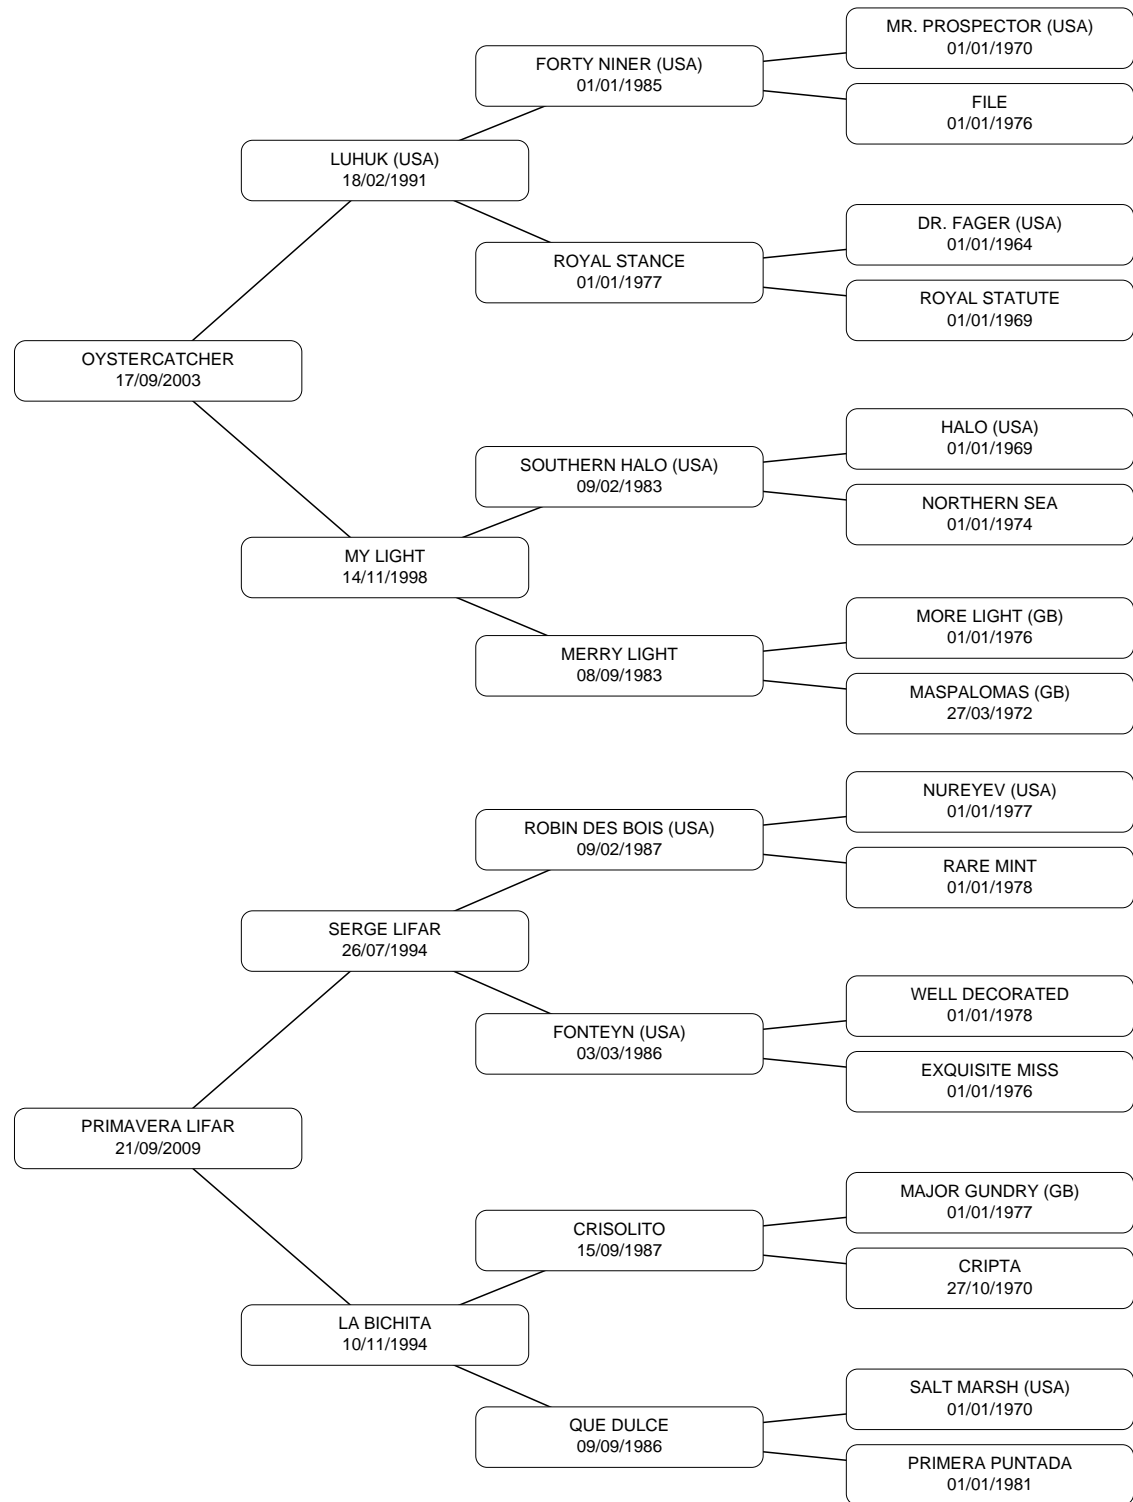 MR. PROSPECTOR (USA)
01/01/1970
FORTY NINER (USA)
01/01/1985
FILE
01/01/1976
LUHUK (USA)
18/02/1991
DR. FAGER (USA)
01/01/1964
ROYAL STANCE
01/01/1977
ROYAL STATUTE
01/01/1969
OYSTERCATCHER
17/09/2003
HALO (USA)
01/01/1969
SOUTHERN HALO (USA)
09/02/1983
NORTHERN SEA
01/01/1974
MY LIGHT
14/11/1998
MORE LIGHT (GB)
01/01/1976
MERRY LIGHT
08/09/1983
MASPALOMAS (GB)
27/03/1972
NUREYEV (USA)
01/01/1977
ROBIN DES BOIS (USA)
09/02/1987
RARE MINT
01/01/1978
SERGE LIFAR
26/07/1994
WELL DECORATED
01/01/1978
FONTEYN (USA)
03/03/1986
EXQUISITE MISS
01/01/1976
PRIMAVERA LIFAR
21/09/2009
MAJOR GUNDRY (GB)
01/01/1977
CRISOLITO
15/09/1987
CRIPTA
27/10/1970
LA BICHITA
10/11/1994
SALT MARSH (USA)
01/01/1970
QUE DULCE
09/09/1986
PRIMERA PUNTADA
01/01/1981